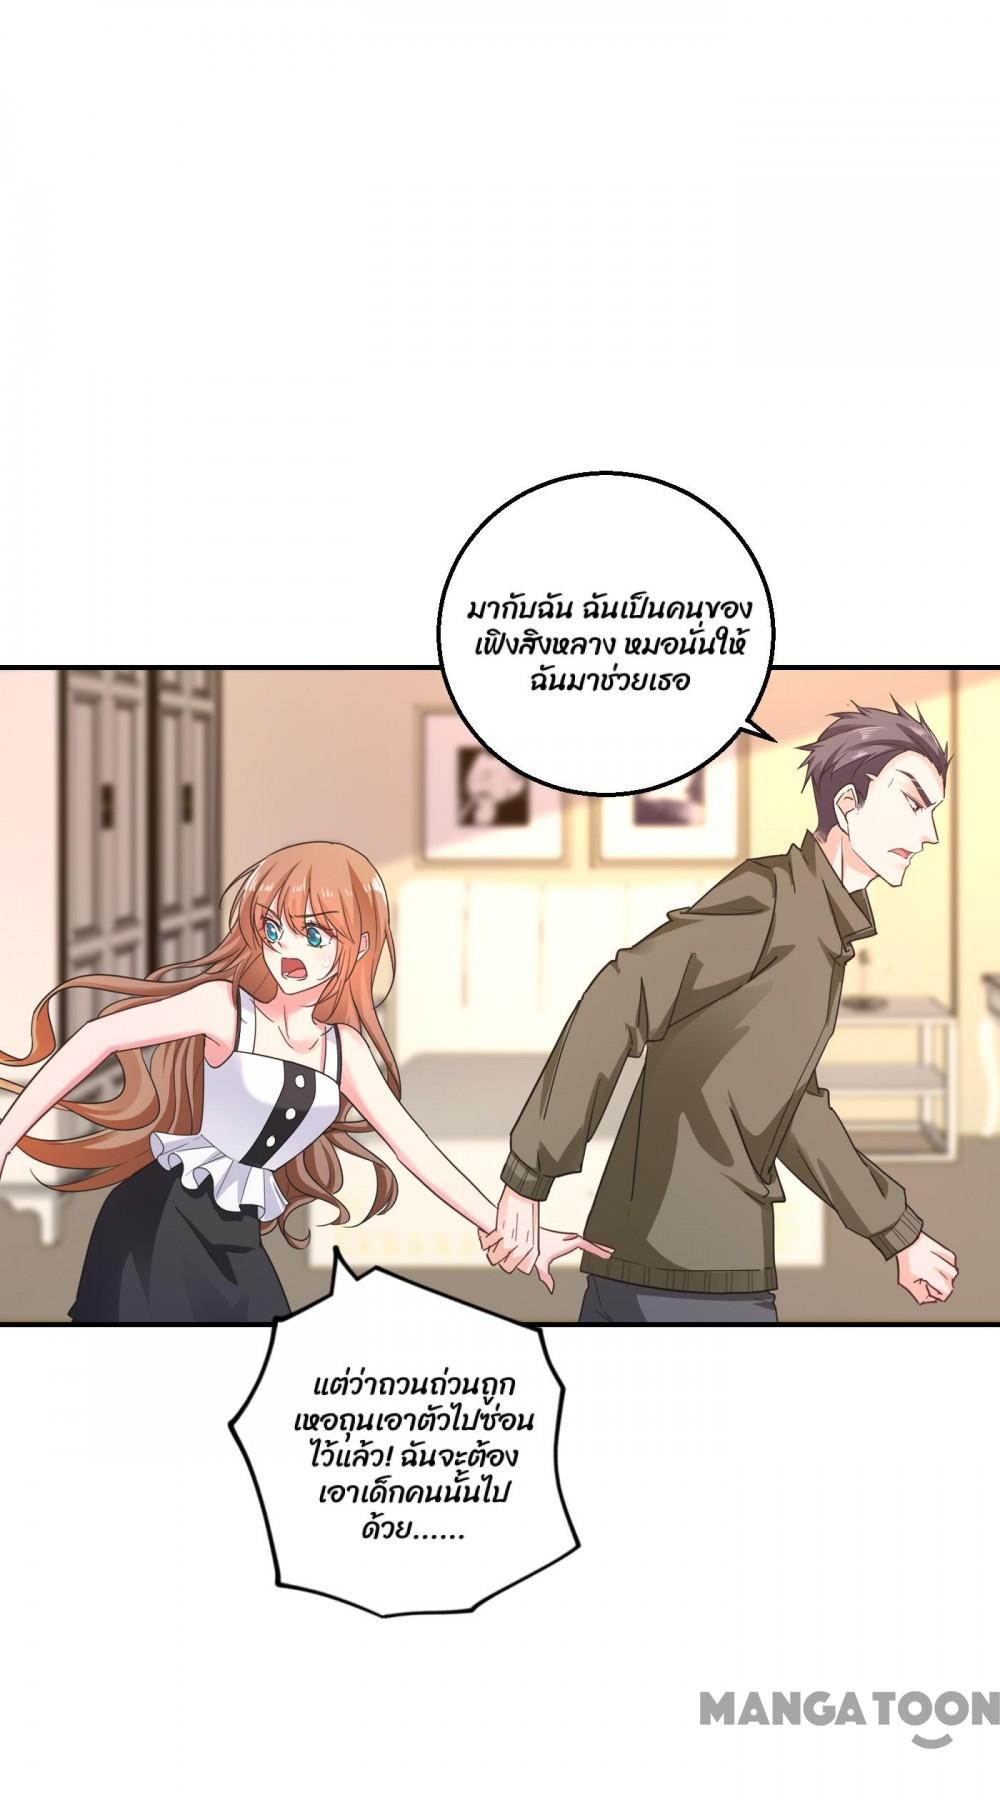 มากับฉัน ฉันเป็นคนของ
เฟิงสิงหลาง หมอนั่นให้
ฉันมาช่วยเธอ
แต่ว่าถวนถ่วนถูก
เหอถุนเอาตัวไปซ่อน
ไว้แล้ว! ฉันจะต้อง
เอาเด็กคนนั้นไป
ด้วย......
MANGA TOON